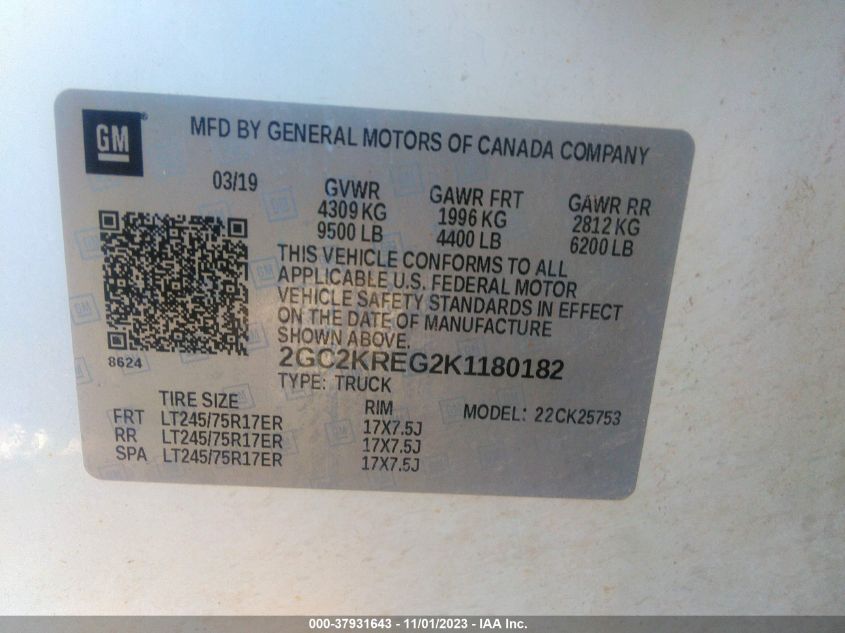 GM®
MFD BY GENERAL MOTORS OF CANADA COMPANY
03/19 GVWR GAWR FRT GAWR RR
4309 KG 1996 KG 2812 KG
9500 LB 4400 LB 6200 LB
THIS VEHICLE CONFORMS TO ALL
APPLICABLE U.S. FEDERAL MOTOR
VEHICLE SAFETY STANDARDS IN EFFECT
ON THE DATE OF MANUFACTURE
SHOWN ABOVE.
8624
2GC2KREG2K1180182
TYPE: TRUCK
TIRE SIZE RIM MODEL: 22CK25753
FRT LT245/75R17ER 17X7.5J
RR LT245/75R17ER 17X7.5J
SPA LT245/75R17ER 17X7.5J
000-37931643 - 11/01/2023 - IAA Inc.